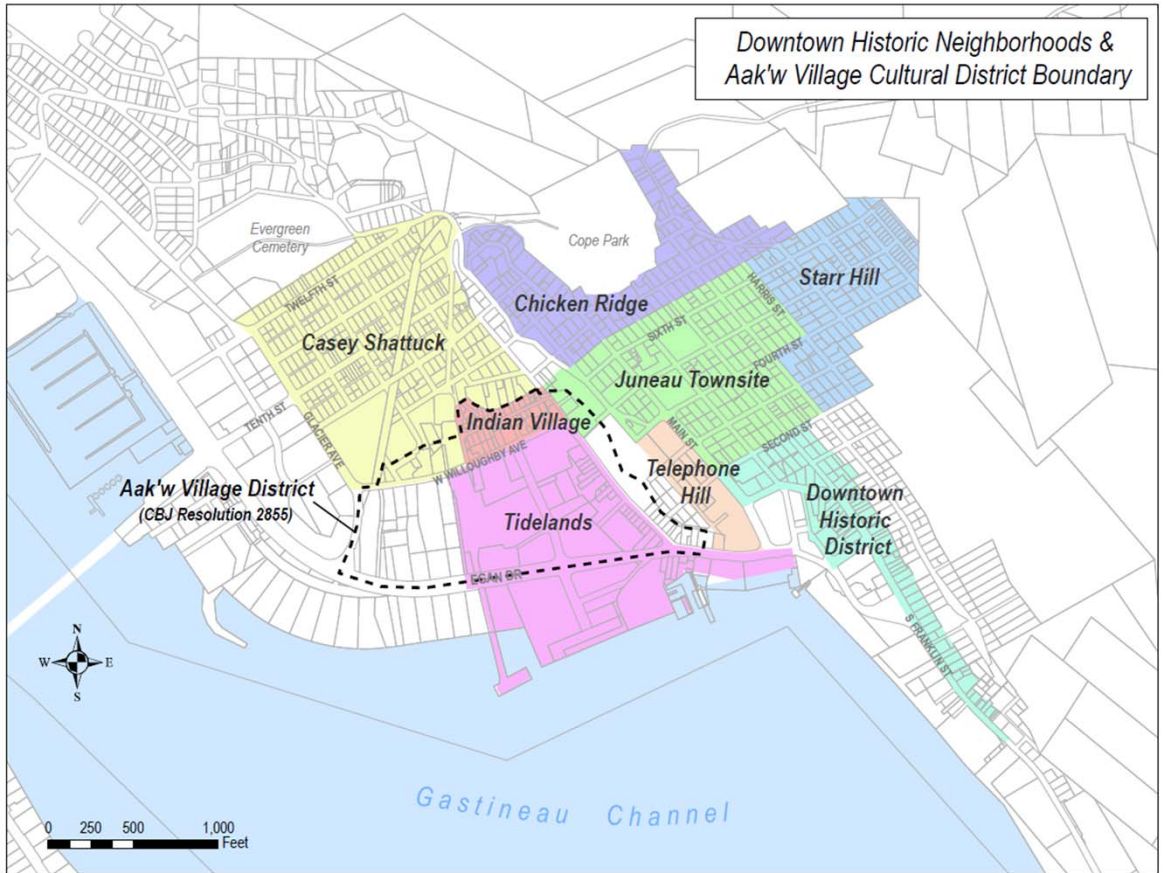 Downtown Historic Neighborhoods &
Aak'w Village Cultural District Boundary
Evergreen
Cemetery
Cope Park
Starr Hill
HARRIS ST
Chicken Ridge
TWELFTH ST
SIXTH ST
Casey Shattuck
FOURTH ST
Juneau Townsite
TENTH ST
GLACIER AVE
Indian Village
MAIN ST
SECOND ST
W WILLOUGHBY AVE
Telephone
Hill
Aak'w Village District
(CBJ Resolution 2855)
Downtown
Historic
District
Tidelands
EGAN DR
S FRANKLIN ST
N
W E
S
Gastineau Channel
0 250 500 1,000
Feet